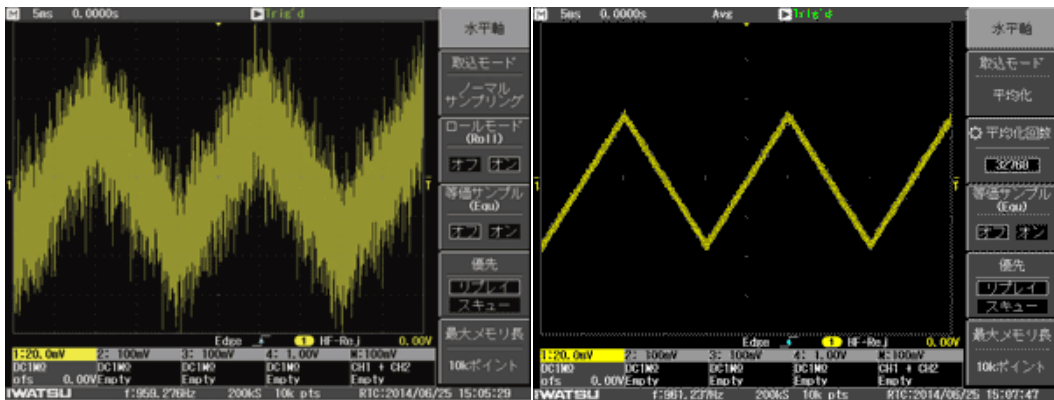 M 5ms 0.0000s Trig'd
水平軸
取込モード
ノーマル
サンプリング
ロールモード
(Roll)
オフ オン
等価サンプル
(Equ)
オフ オン
優先
リプレイ
スキュー
最大メモリ長
10kポイント
1 T
Edge 1 HF-Rej 0.00V
1:20.0mV 2: 100mV 3: 100mV 4: 1.00V M:100mV
DC1MΩ DC1MΩ DC1MΩ DC1MΩ CH1 + CH2
ofs 0.00V Empty Empty Empty Empty
IWATSU f:959.276Hz 200kS 10k pts RTC:2014/06/25 15:05:29
M 5ms 0.0000s Avg Trig'd
水平軸
取込モード
平均化
平均化回数
32768
等価サンプル
(Equ)
オフ オン
優先
リプレイ
スキュー
最大メモリ長
10kポイント
1 T
Edge 1 HF-Rej 0.00V
1:20.0mV 2: 100mV 3: 100mV 4: 1.00V M:100mV
DC1MΩ DC1MΩ DC1MΩ DC1MΩ CH1 + CH2
ofs 0.00V Empty Empty Empty Empty
IWATSU f:961.237Hz 200kS 10k pts RTC:2014/06/25 15:07:47